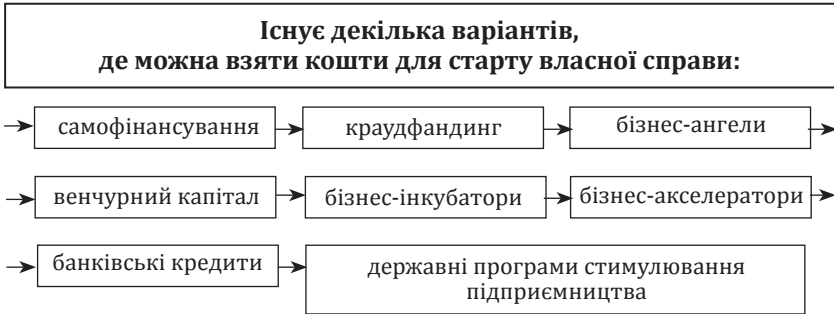 Існує декілька варіантів,
де можна взяти кошти для старту власної справи:
самофінансування
краудфандинг
бізнес-ангели
венчурний капітал
бізнес-інкубатори
бізнес-акселератори
банківські кредити
державні програми стимулювання
підприємництва